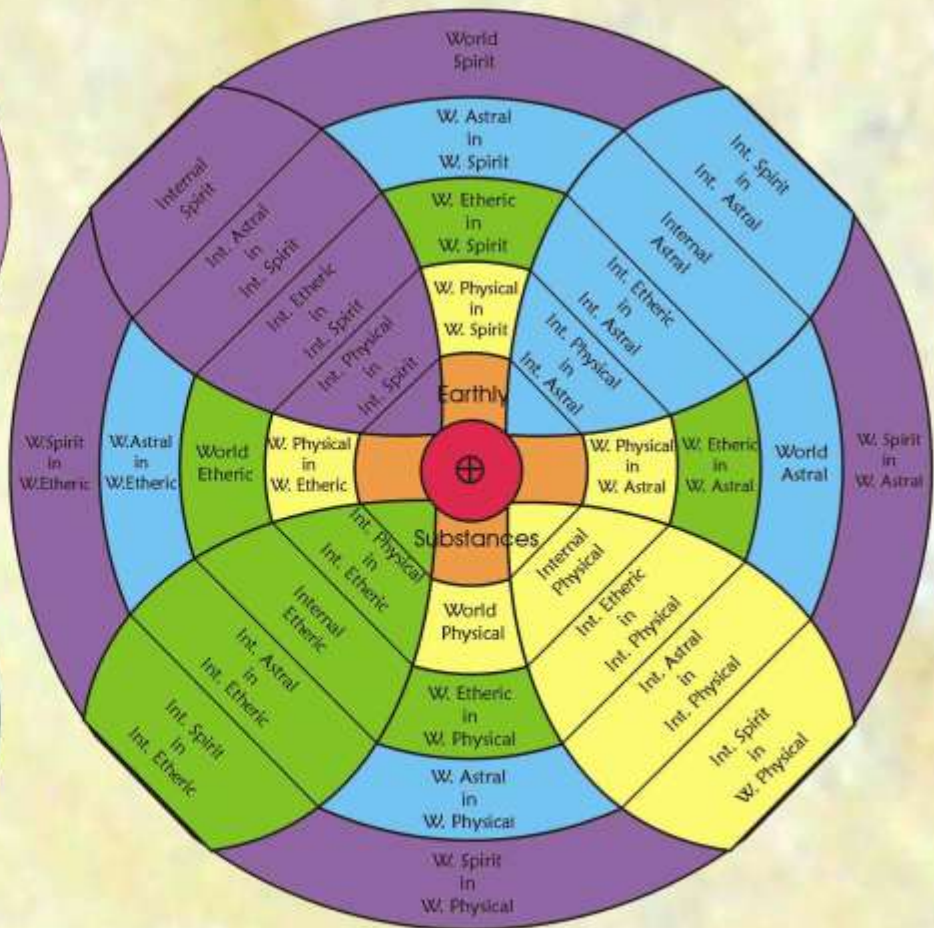 World
Spirit
W. Astral
in
W. Spirit
W. Etheric
in
W. Spirit
W. Physical
in
W. Spirit
Earthly
Substances
Internal
Spirit
Int. Astral
in
Int. Spirit
Int. Etheric
in
Int. Spirit
Int. Physical
in
Int. Spirit
Int. Spirit
in
Int. Astral
Internal
Astral
Int. Etheric
in
Int. Astral
Int. Physical
in
Int. Astral
W.Spirit
in
W.Etheric
W.Astral
in
W.Etheric
World
Etheric
W. Physical
in
W. Etheric
W. Physical
in
W. Astral
W. Etheric
in
W. Astral
World
Astral
W. Spirit
in
W. Astral
Int. Physical
in
Int. Etheric
Internal
Etheric
Int. Astral
in
Int. Etheric
Int. Spirit
in
Int. Etheric
Internal
Physical
Int. Etheric
in
Int. Physical
Int. Astral
in
Int. Physical
Int. Spirit
in
W. Physical
World
Physical
W. Etheric
in
W. Physical
W. Astral
in
W. Physical
W. Spirit
in
W. Physical